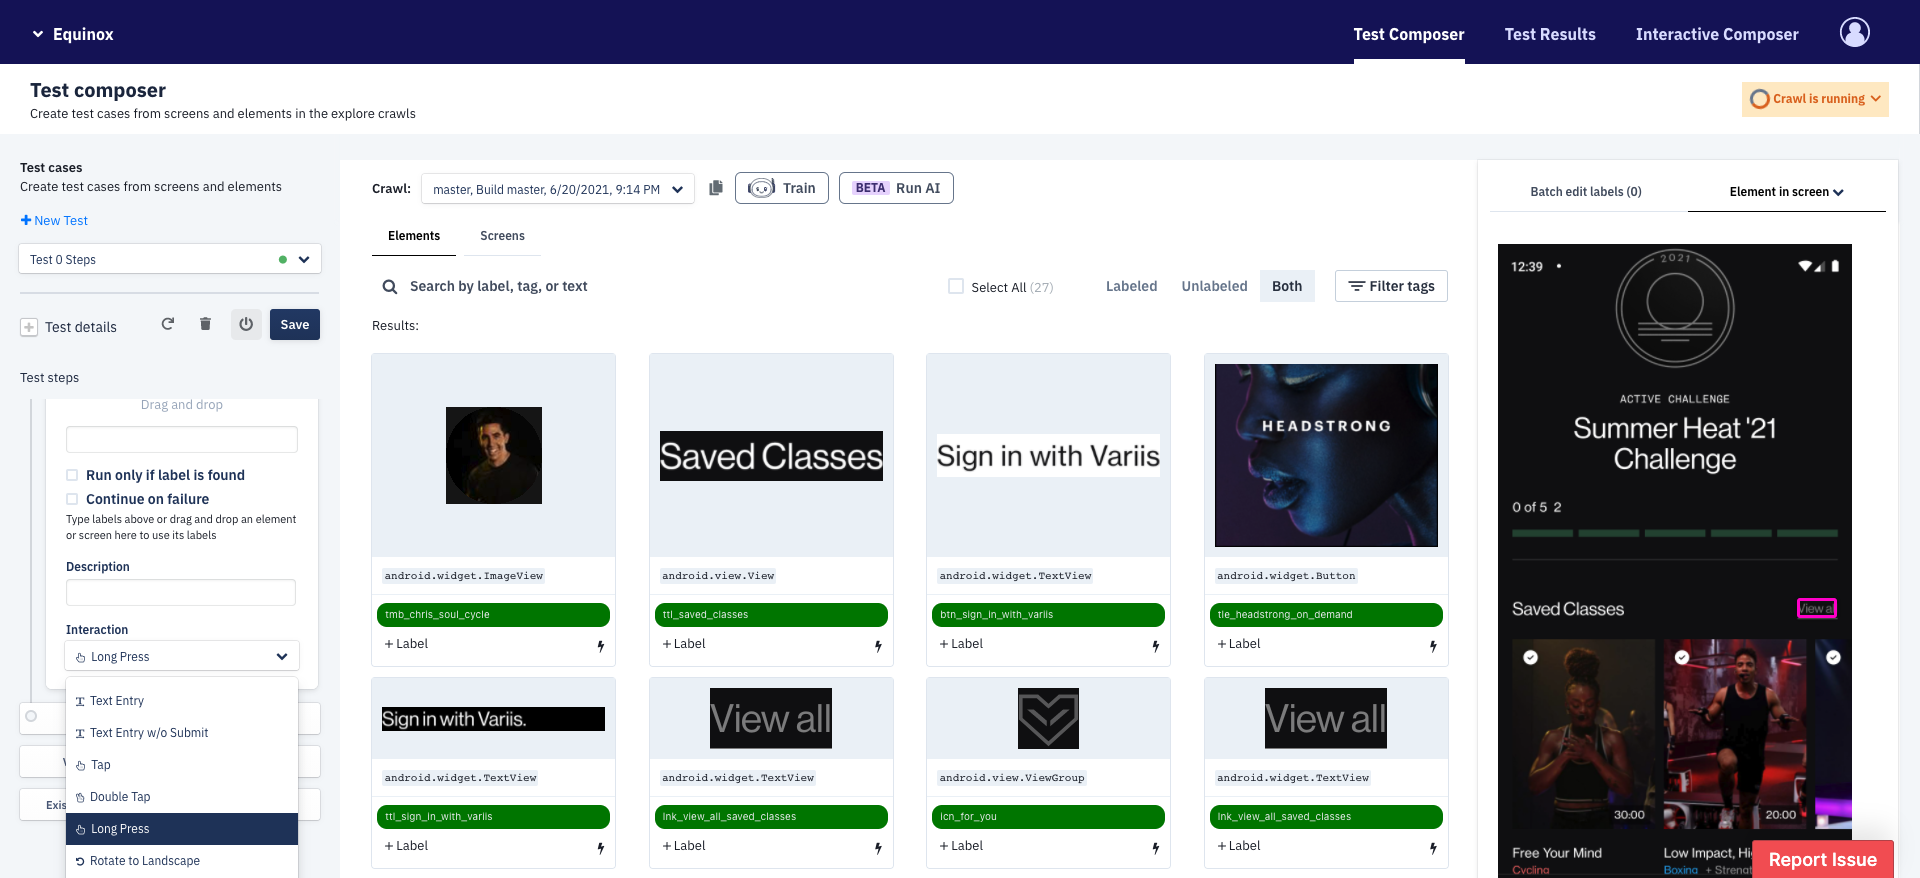 Equinox
Test Composer
Test Results
Interactive Composer
Test composer
Create test cases from screens and elements in the explore crawls
Crawl is running
Test cases
Create test cases from screens and elements
+ New Test
Test 0 Steps
Test details
Save
Test steps
Drag and drop
Run only if label is found
Continue on failure
Type labels above or drag and drop an element
or screen here to use its labels
Description
Interaction
Long Press
Text Entry
Text Entry w/o Submit
Tap
Double Tap
Exis
Long Press
Rotate to Landscape
Crawl:
master, Build master, 6/20/2021, 9:14 PM
Train
BETA Run AI
Elements
Screens
Search by label, tag, or text
Select All (27)
Labeled
Unlabeled
Both
Filter tags
Results:
Saved Classes
Sign in with Variis
HEADSTRONG
android.widget.ImageView
android.view.View
android.widget.TextView
android.widget.Button
tmb_chris_soul_cycle
ttl_saved_classes
btn_sign_in_with_variis
tle_headstrong_on_demand
+ Label
+ Label
+ Label
+ Label
Sign in with Variis.
View all
View all
android.widget.TextView
android.widget.TextView
android.view.ViewGroup
android.widget.TextView
ttl_sign_in_with_variis
lnk_view_all_saved_classes
icn_for_you
lnk_view_all_saved_classes
+ Label
+ Label
+ Label
+ Label
Batch edit labels (0)
Element in screen
12:39
2021
ACTIVE CHALLENGE
Summer Heat '21
Challenge
0 of 5 2
Saved Classes
View all
30:00
20:00
Free Your Mind
Low Impact, Hi
Cycling
Boxing + Strengt
Report Issue